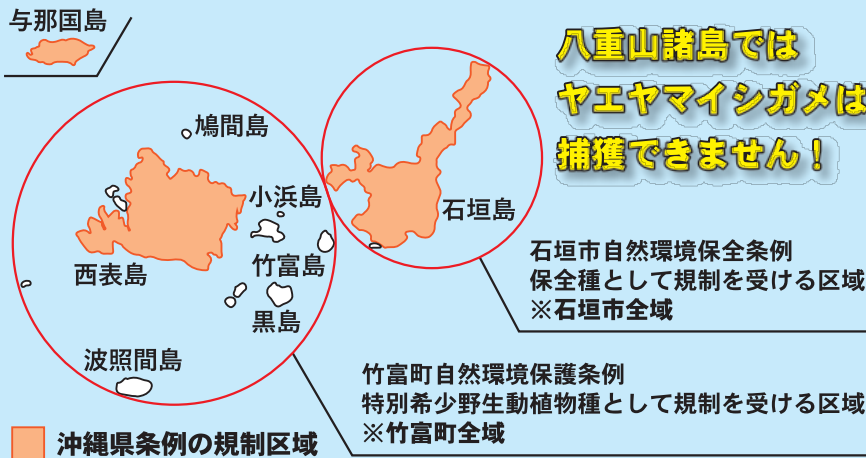 与那国島
八重山諸島では
ヤエヤマイシガメは
捕獲できません！
鳩間島
小浜島
石垣島
西表島
竹富島
黒島
波照間島
石垣市自然環境保全条例
保全種として規制を受ける区域
※石垣市全域
竹富町自然環境保護条例
特別希少野生動植物種として規制を受ける区域
※竹富町全域
沖縄県条例の規制区域